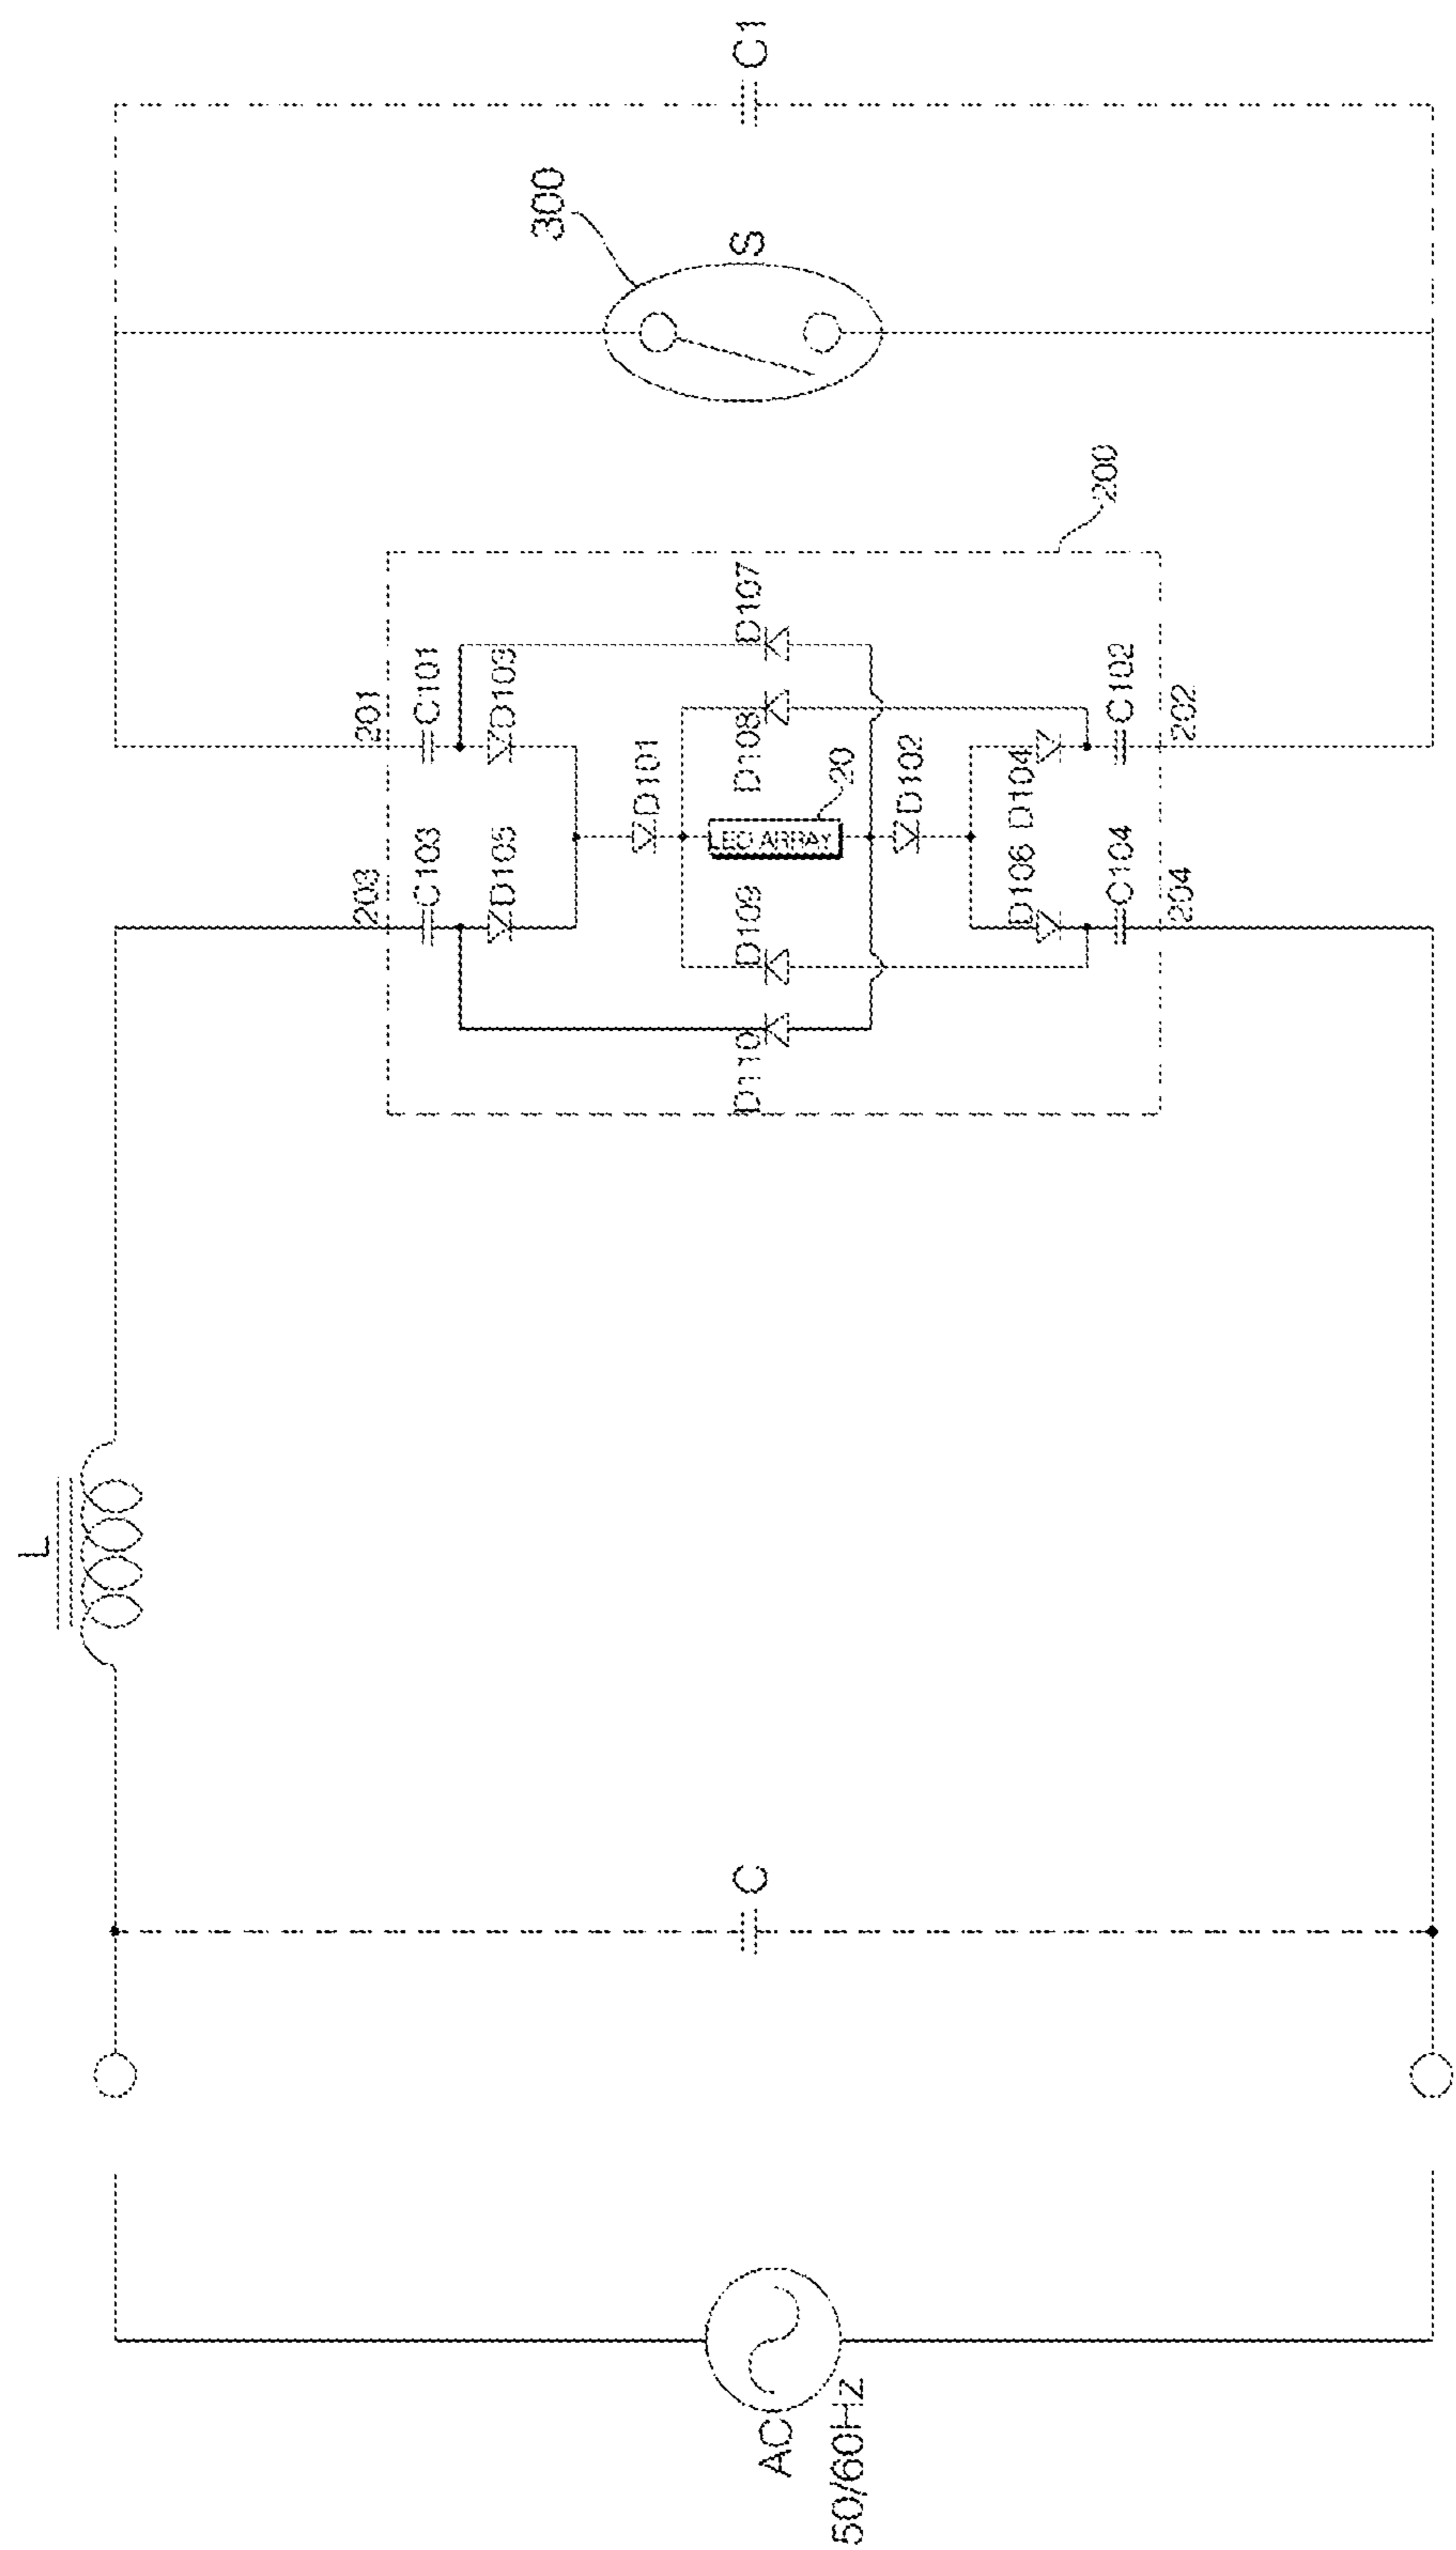 C1
300
S
200
D107
201
C101
D103
D108
D101
20
D102
D104
C102
202
203
C103
D105
LED ARRAY
D109
D106
C104
204
D110
L
C
AC
50/60Hz